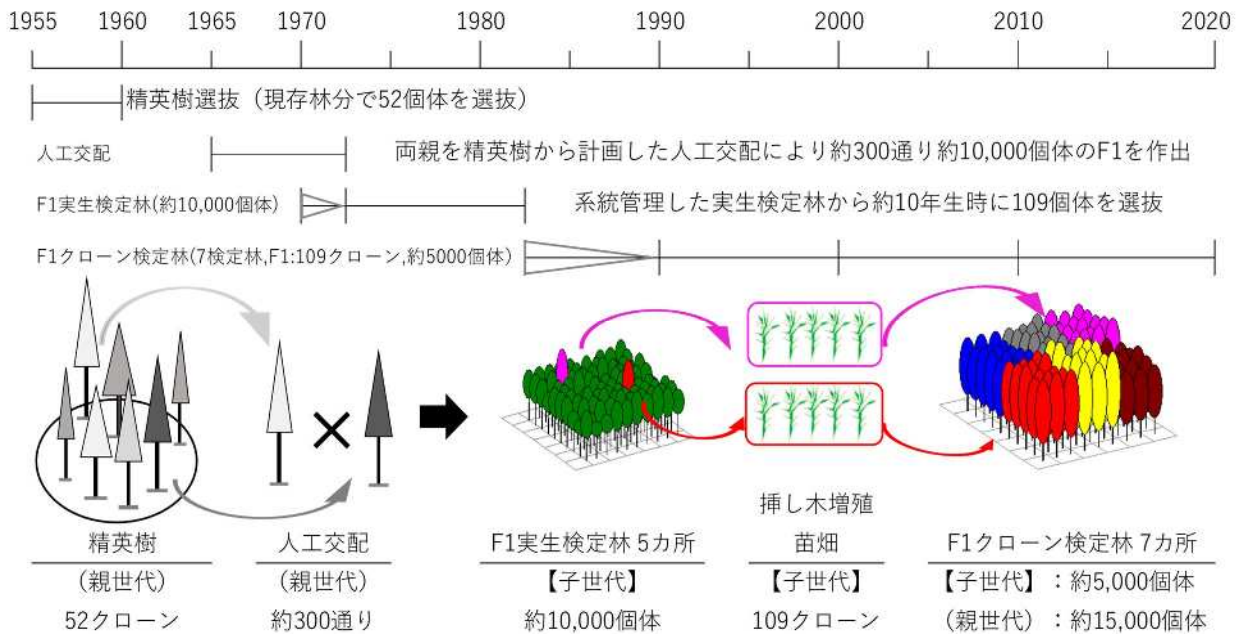 1955 1960 1965 1970 1980 1990 2000 2010 2020
精英樹選抜（現存林分で52個体を選抜）
人工交配 両親を精英樹から計画した人工交配により約300通り約10,000個体のF1を作出
F1実生検定林(約10,000個体) 系統管理した実生検定林から約10年生時に109個体を選抜
F1クローン検定林(7検定林,F1:109クローン,約5000個体)
挿し木増殖
精英樹 人工交配 F1実生検定林 5カ所 苗畑 F1クローン検定林 7カ所
(親世代) (親世代) 【子世代】 【子世代】 【子世代】：約5,000個体
52クローン 約300通り 約10,000個体 109クローン (親世代)：約15,000個体